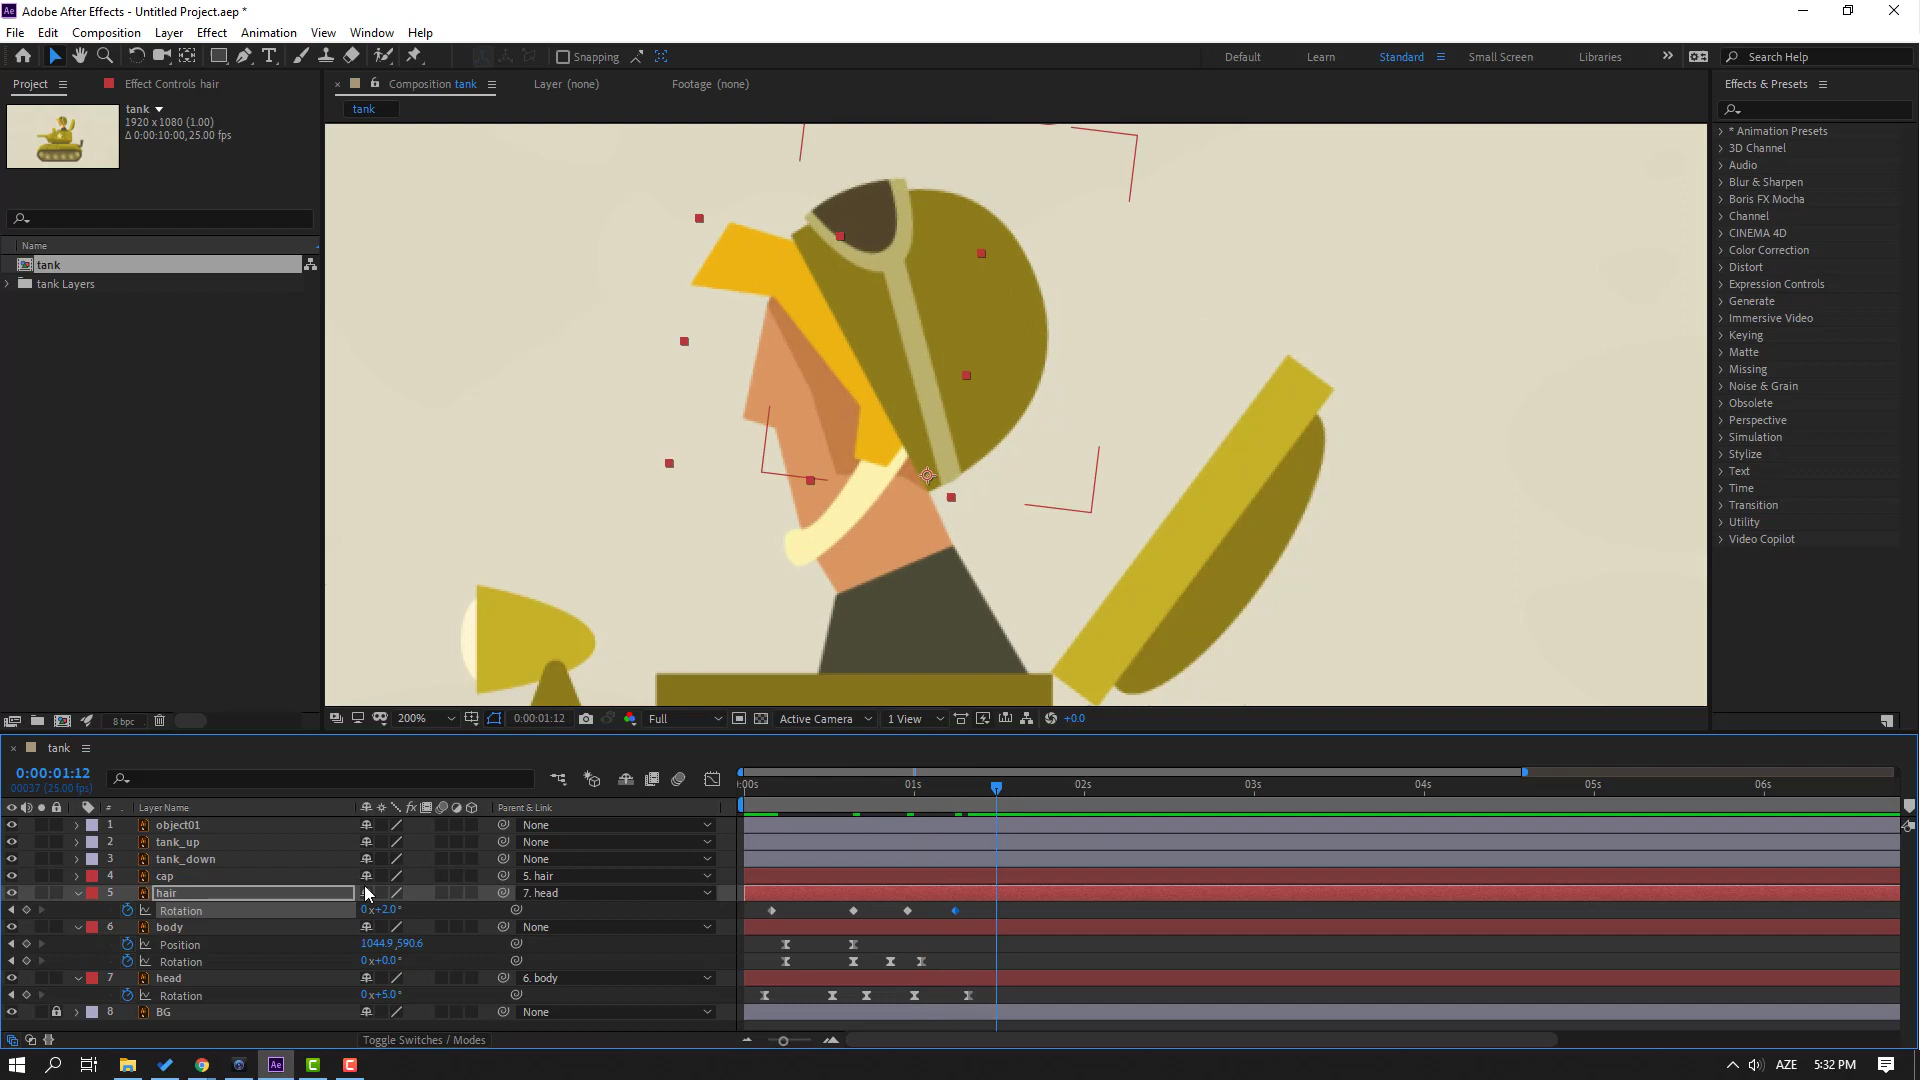 Adobe After Effects - Untitled Project.aep *
File Edit Composition Layer Effect Animation View Window Help
Snapping Default Learn Standard Small Screen Libraries Search Help
Project Effect Controls hair
Composition tank Layer (none) Footage (none)
Effects & Presets
tank
tank
1920 x 1080 (1.00)
Δ 0:00:10:00, 25.00 fps
Name
tank
tank Layers
* Animation Presets
3D Channel
Audio
Blur & Sharpen
Boris FX Mocha
Channel
CINEMA 4D
Color Correction
Distort
Expression Controls
Generate
Immersive Video
Keying
Matte
Missing
Noise & Grain
Obsolete
Perspective
Simulation
Stylize
Text
Time
Transition
Utility
Video Copilot
8 bpc 200% 0:00:01:12 Full Active Camera 1 View +0.0
tank
0:00:01:12
00037 (25.00 fps)
:00s 01s 02s 03s 04s 05s 06s
# Layer Name fx Parent & Link
1 object01 None
2 tank_up None
3 tank_down None
4 cap 5. hair
5 hair 7. head
Rotation 0x+2.0°
6 body None
Position 1044.9,590.6
Rotation 0x+0.0°
7 head 6. body
Rotation 0x+5.0°
8 BG None
Toggle Switches / Modes
Ae AZE 5:32 PM